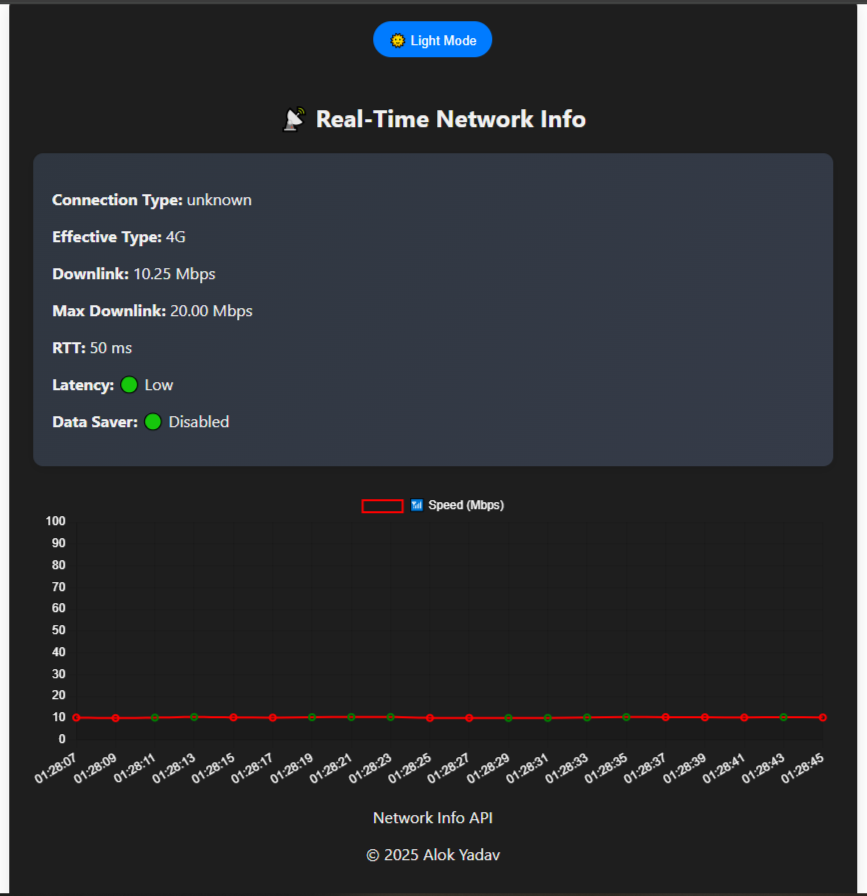 🌞 Light Mode
📡 Real-Time Network Info
Connection Type: unknown
Effective Type: 4G
Downlink: 10.25 Mbps
Max Downlink: 20.00 Mbps
RTT: 50 ms
Latency: 🟢 Low
Data Saver: 🟢 Disabled
📶 Speed (Mbps)
100
90
80
70
60
50
40
30
20
10
0
01:28:07 01:28:09 01:28:11 01:28:13 01:28:15 01:28:17 01:28:19 01:28:21 01:28:23 01:28:25 01:28:27 01:28:29 01:28:31 01:28:33 01:28:35 01:28:37 01:28:39 01:28:41 01:28:43 01:28:45
Network Info API
© 2025 Alok Yadav